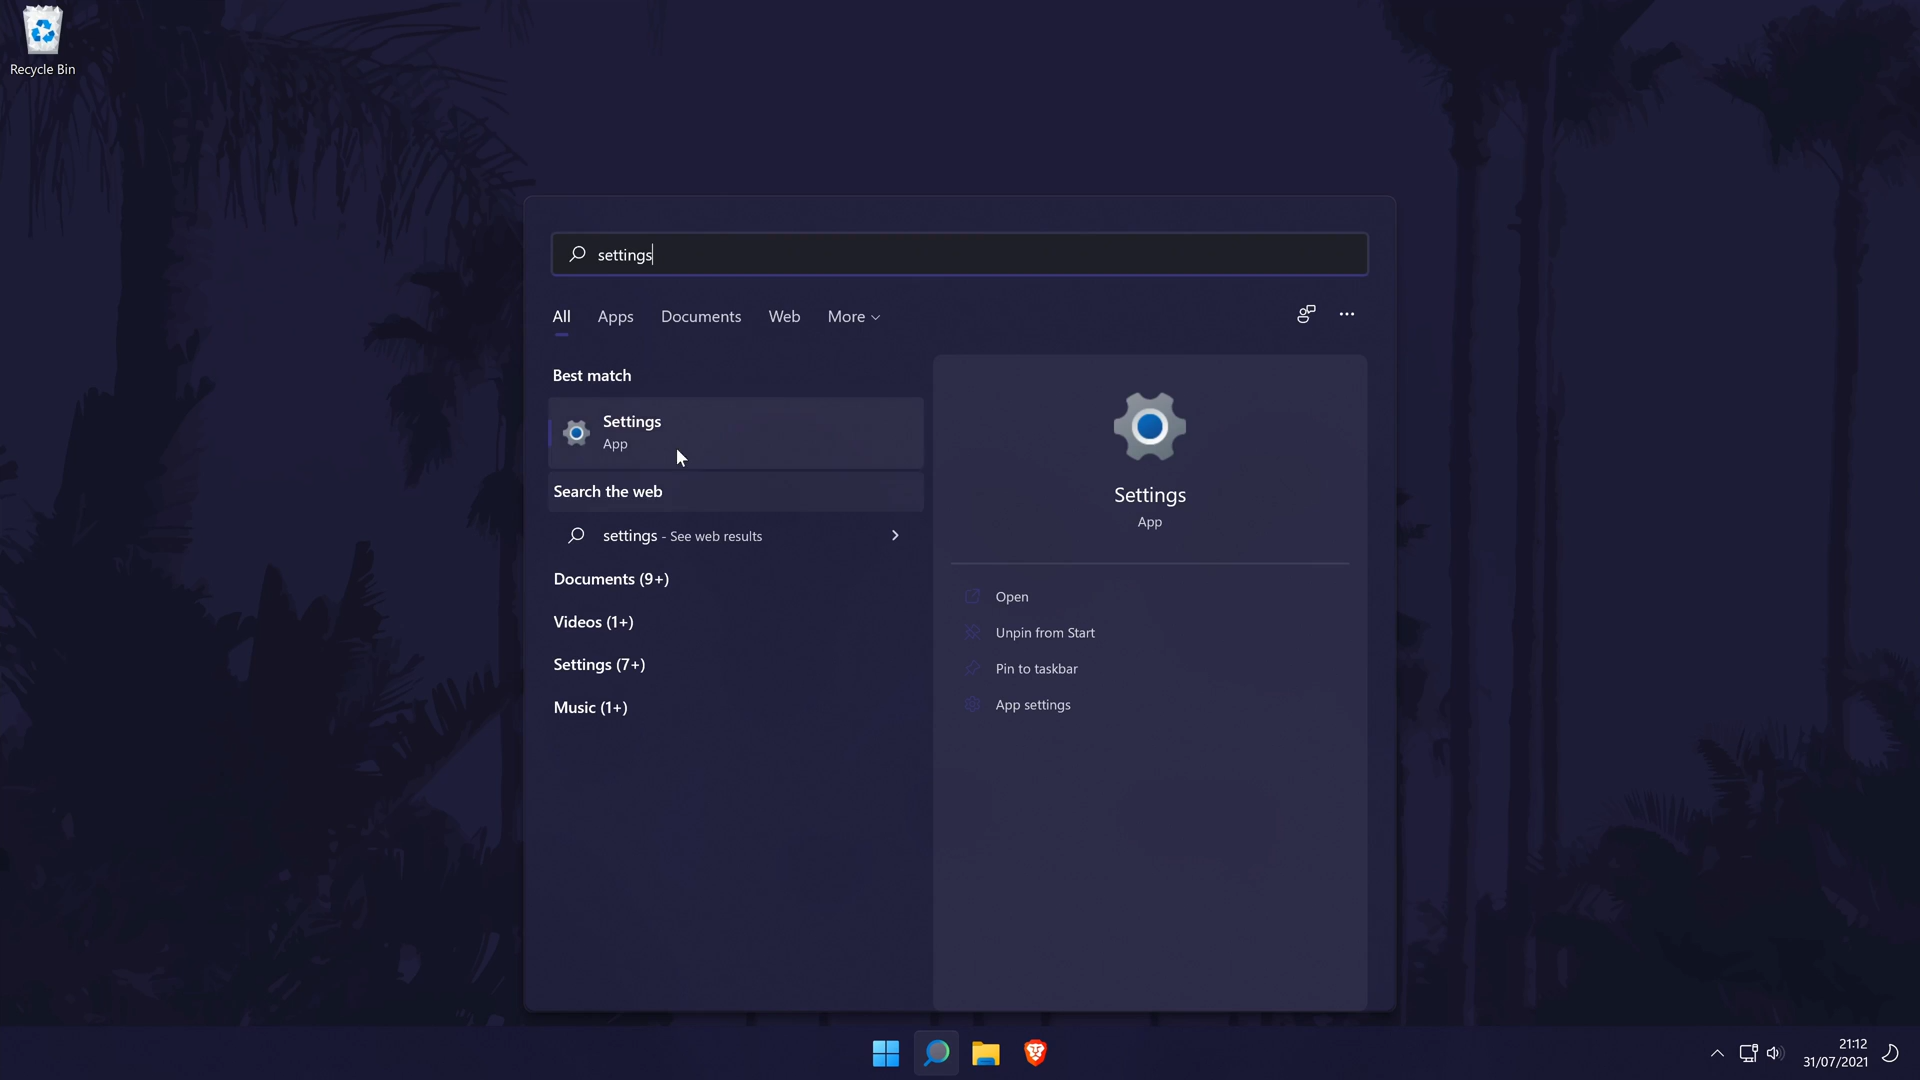 Recycle Bin
settings
All Apps Documents Web More
Best match
Settings
App
Search the web
settings - See web results
Documents (9+)
Videos (1+)
Settings (7+)
Music (1+)
Settings
App
Open
Unpin from Start
Pin to taskbar
App settings
21:12
31/07/2021